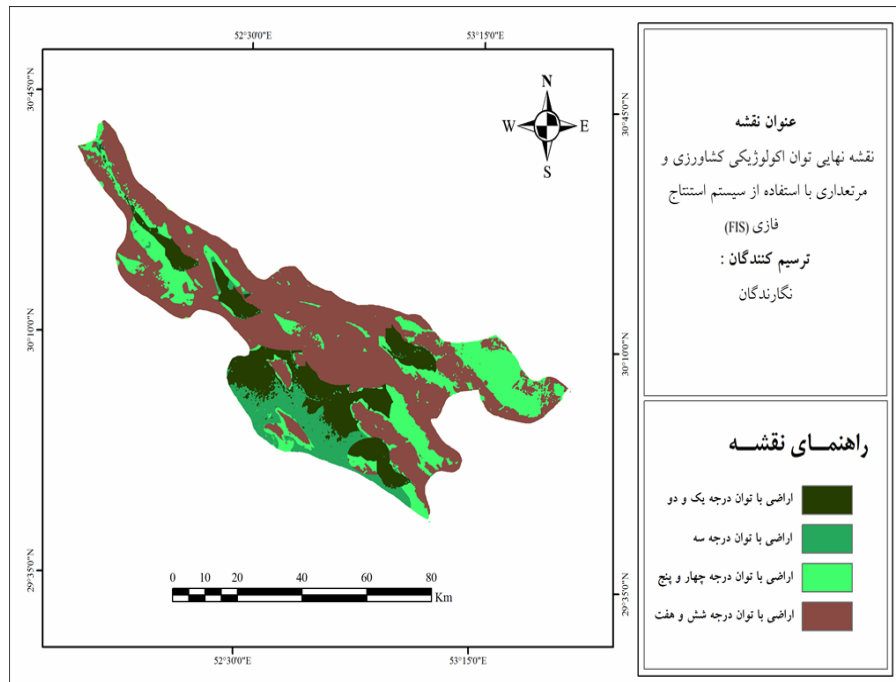 52°30'0"E
53°15'0"E
30°45'0"N
30°45'0"N
N
W
E
S
30°10'0"N
30°10'0"N
0
10
20
40
60
80
Km
29°35'0"N
29°35'0"N
52°30'0"E
53°15'0"E
عنوان نقشه
نقشه نهایی توان اکولوژیکی کشاورزی و
مرتعداری با استفاده از سیستم استنتاج
فازی (FIS)
ترسیم کنندگان :
نگارندگان
راهنمـای نقشـــه
اراضی با توان درجه یک و دو
اراضی با توان درجه سه
اراضی با توان درجه چهار و پنج
اراضی با توان درجه شش و هفت